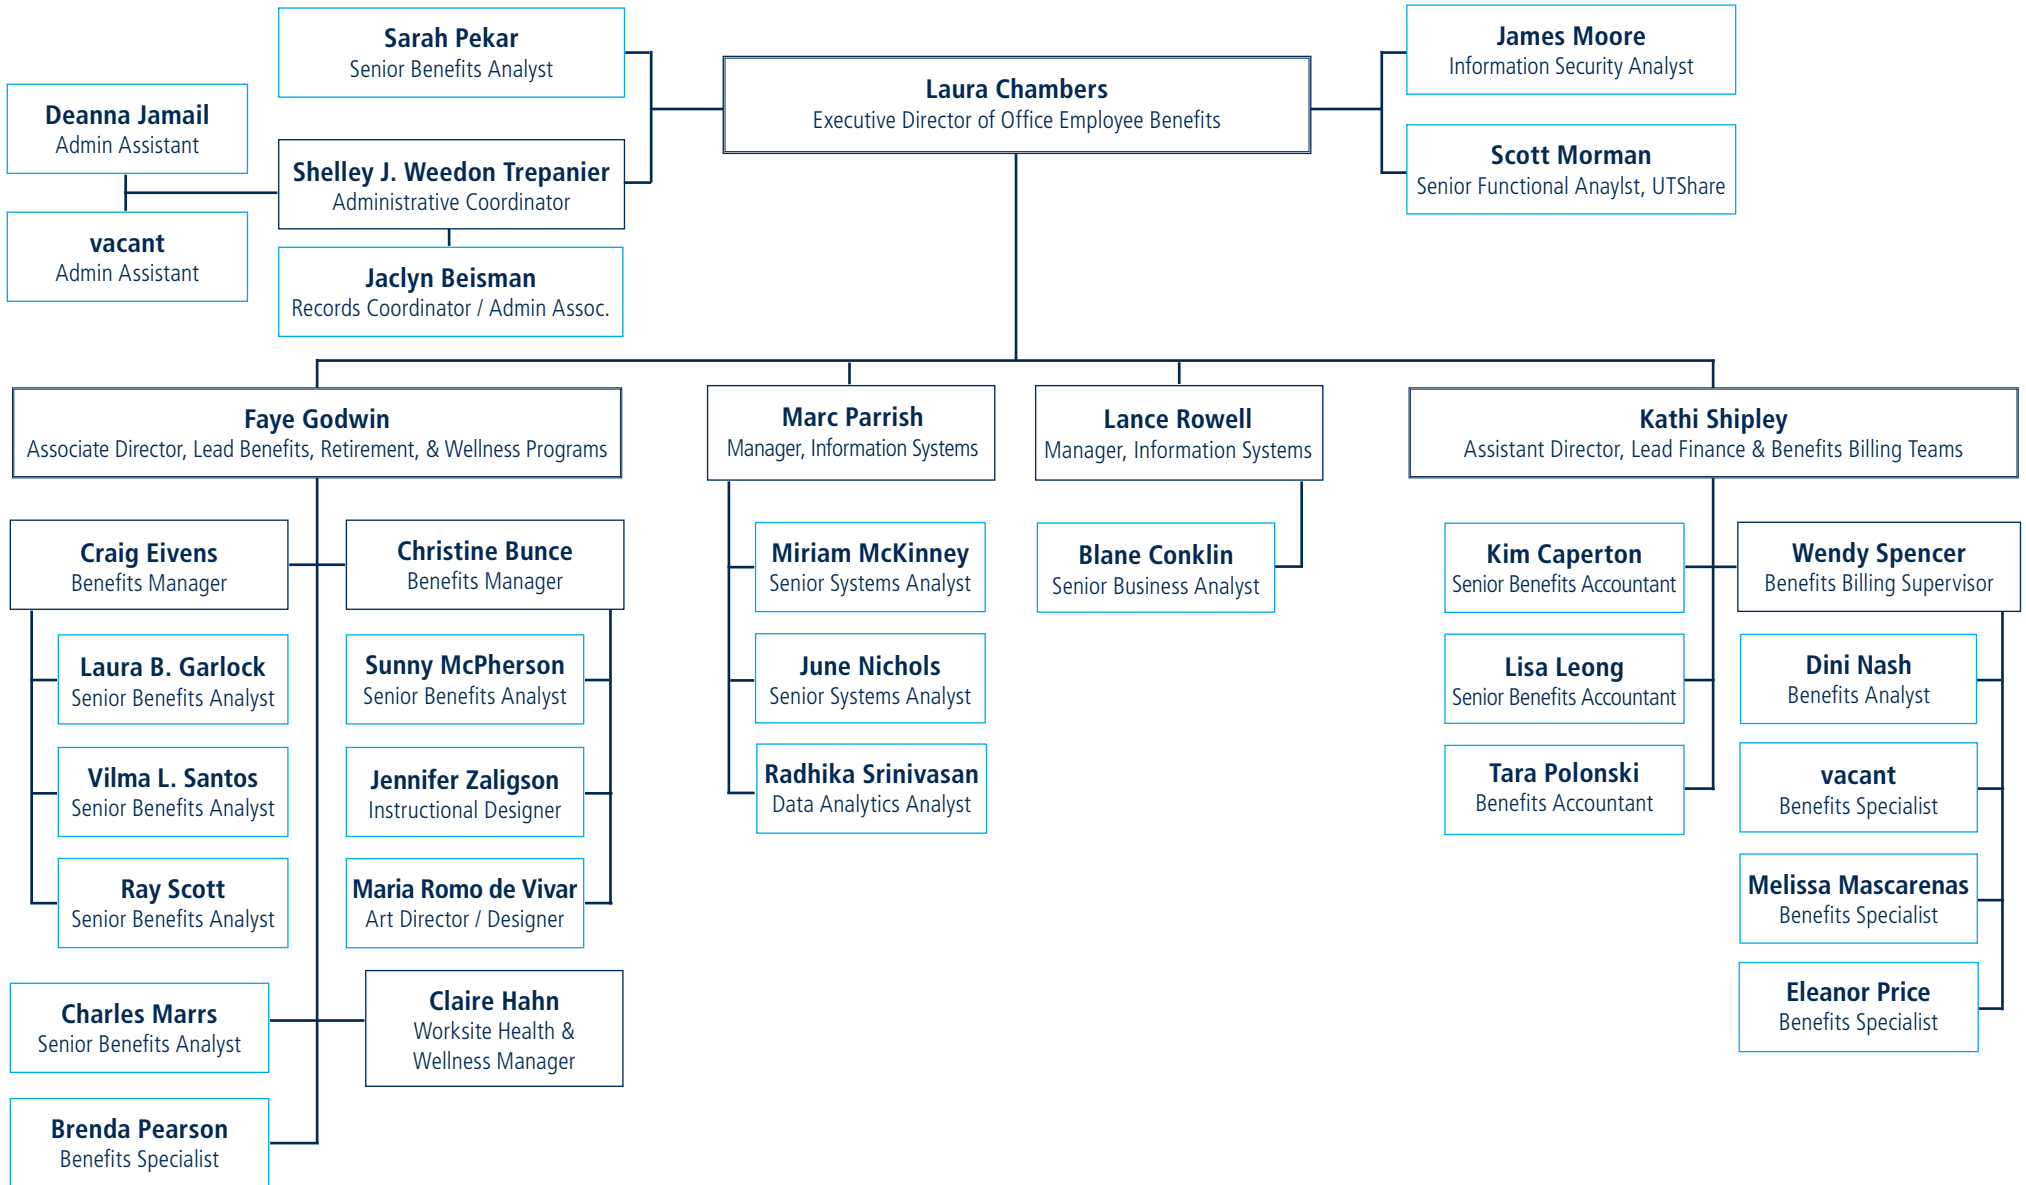 Sarah Pekar
Senior Benefits Analyst
Laura Chambers
Executive Director of Office Employee Benefits
James Moore
Information Security Analyst
Deanna Jamail
Admin Assistant
Shelley J. Weedon Trepanier
Administrative Coordinator
Scott Morman
Senior Functional Anaylst, UTShare
vacant
Admin Assistant
Jaclyn Beisman
Records Coordinator / Admin Assoc.
Faye Godwin
Associate Director, Lead Benefits, Retirement, & Wellness Programs
Marc Parrish
Manager, Information Systems
Lance Rowell
Manager, Information Systems
Kathi Shipley
Assistant Director, Lead Finance & Benefits Billing Teams
Craig Eivens
Benefits Manager
Christine Bunce
Benefits Manager
Miriam McKinney
Senior Systems Analyst
Blane Conklin
Senior Business Analyst
Kim Caperton
Senior Benefits Accountant
Wendy Spencer
Benefits Billing Supervisor
Laura B. Garlock
Senior Benefits Analyst
Sunny McPherson
Senior Benefits Analyst
June Nichols
Senior Systems Analyst
Lisa Leong
Senior Benefits Accountant
Dini Nash
Benefits Analyst
Vilma L. Santos
Senior Benefits Analyst
Jennifer Zaligson
Instructional Designer
Radhika Srinivasan
Data Analytics Analyst
Tara Polonski
Benefits Accountant
vacant
Benefits Specialist
Ray Scott
Senior Benefits Analyst
Maria Romo de Vivar
Art Director / Designer
Melissa Mascarenas
Benefits Specialist
Charles Marrs
Senior Benefits Analyst
Claire Hahn
Worksite Health &
Wellness Manager
Eleanor Price
Benefits Specialist
Brenda Pearson
Benefits Specialist